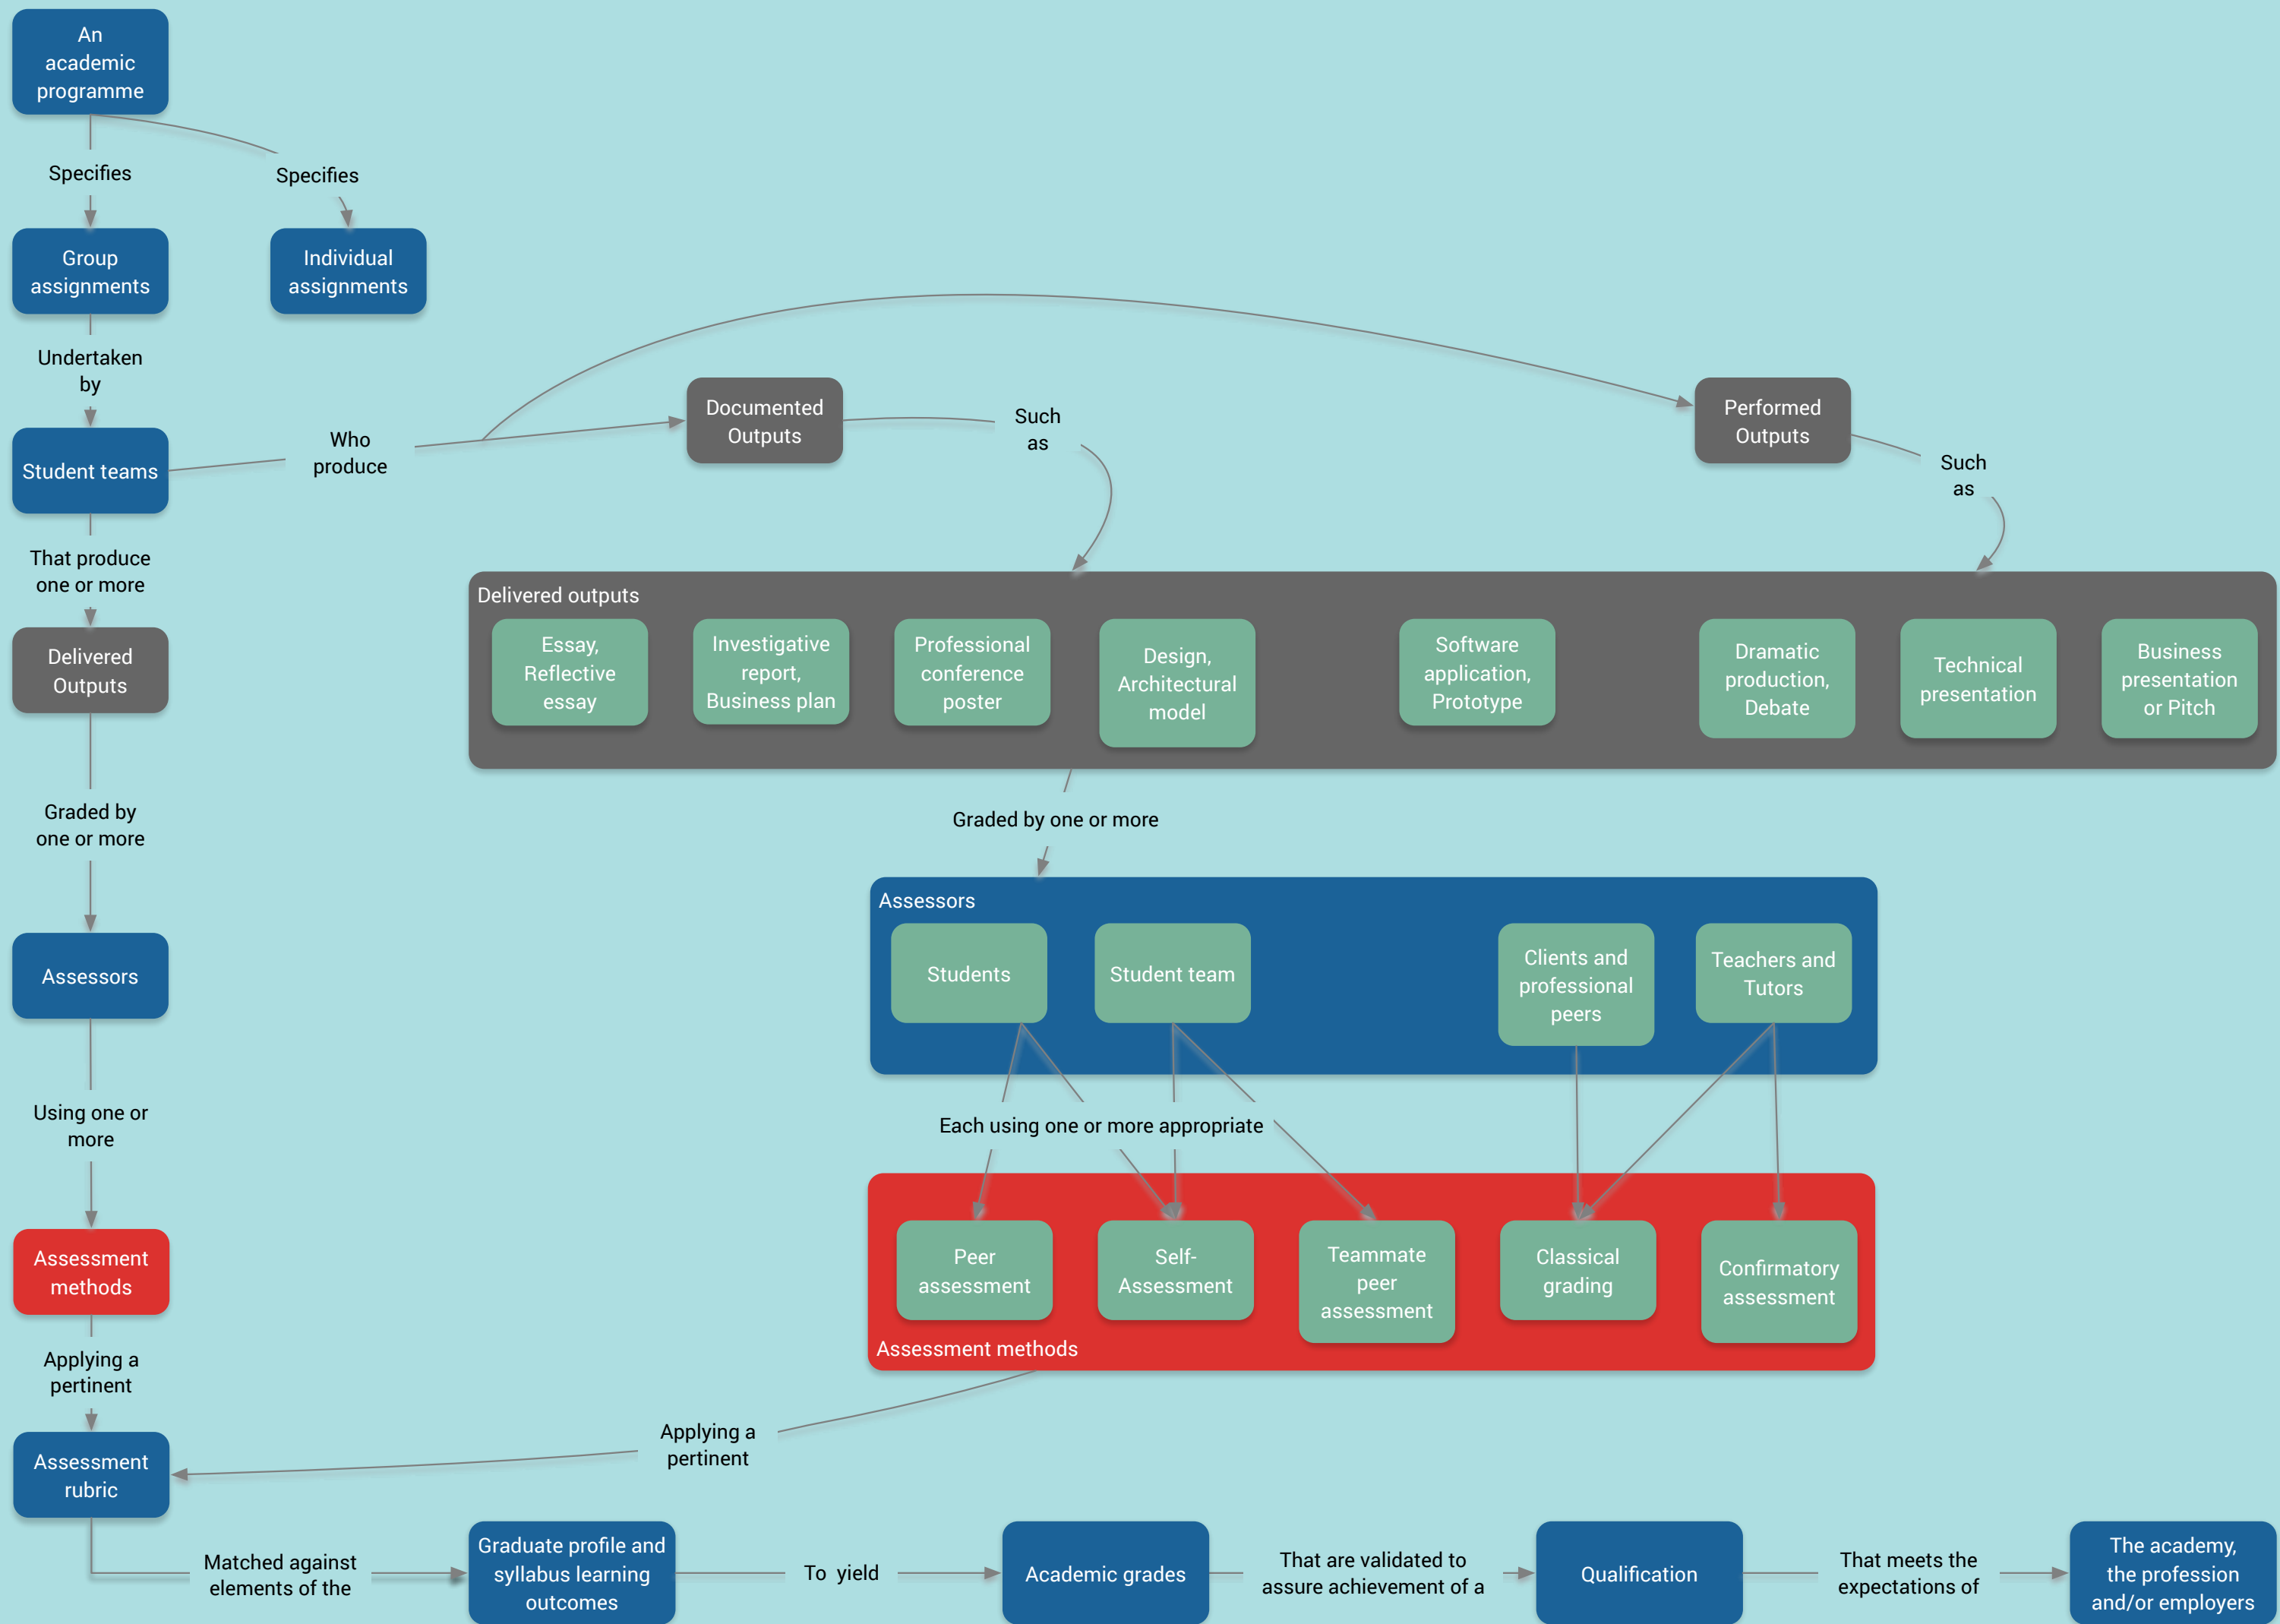 An
academic
programme
Specifies
Specifies
Group
assignments
Individual
assignments
Undertaken
by
Student teams
Who
produce
Documented
Outputs
Such
as
Performed
Outputs
Such
as
That produce
one or more
Delivered
Outputs
Delivered outputs
Essay,
Reflective
essay
Investigative
report,
Business plan
Professional
conference
poster
Design,
Architectural
model
Software
application,
Prototype
Dramatic
production,
Debate
Technical
presentation
Business
presentation
or Pitch
Graded by
one or more
Graded by one or more
Assessors
Assessors
Students
Student team
Clients and
professional
peers
Teachers and
Tutors
Using one or
more
Each using one or more appropriate
Assessment
methods
Peer
assessment
Self-
Assessment
Teammate
peer
assessment
Classical
grading
Confirmatory
assessment
Assessment methods
Applying a
pertinent
Applying a
pertinent
Assessment
rubric
Matched against
elements of the
Graduate profile and
syllabus learning
outcomes
To yield
Academic grades
That are validated to
assure achievement of a
Qualification
That meets the
expectations of
The academy,
the profession
and/or employers